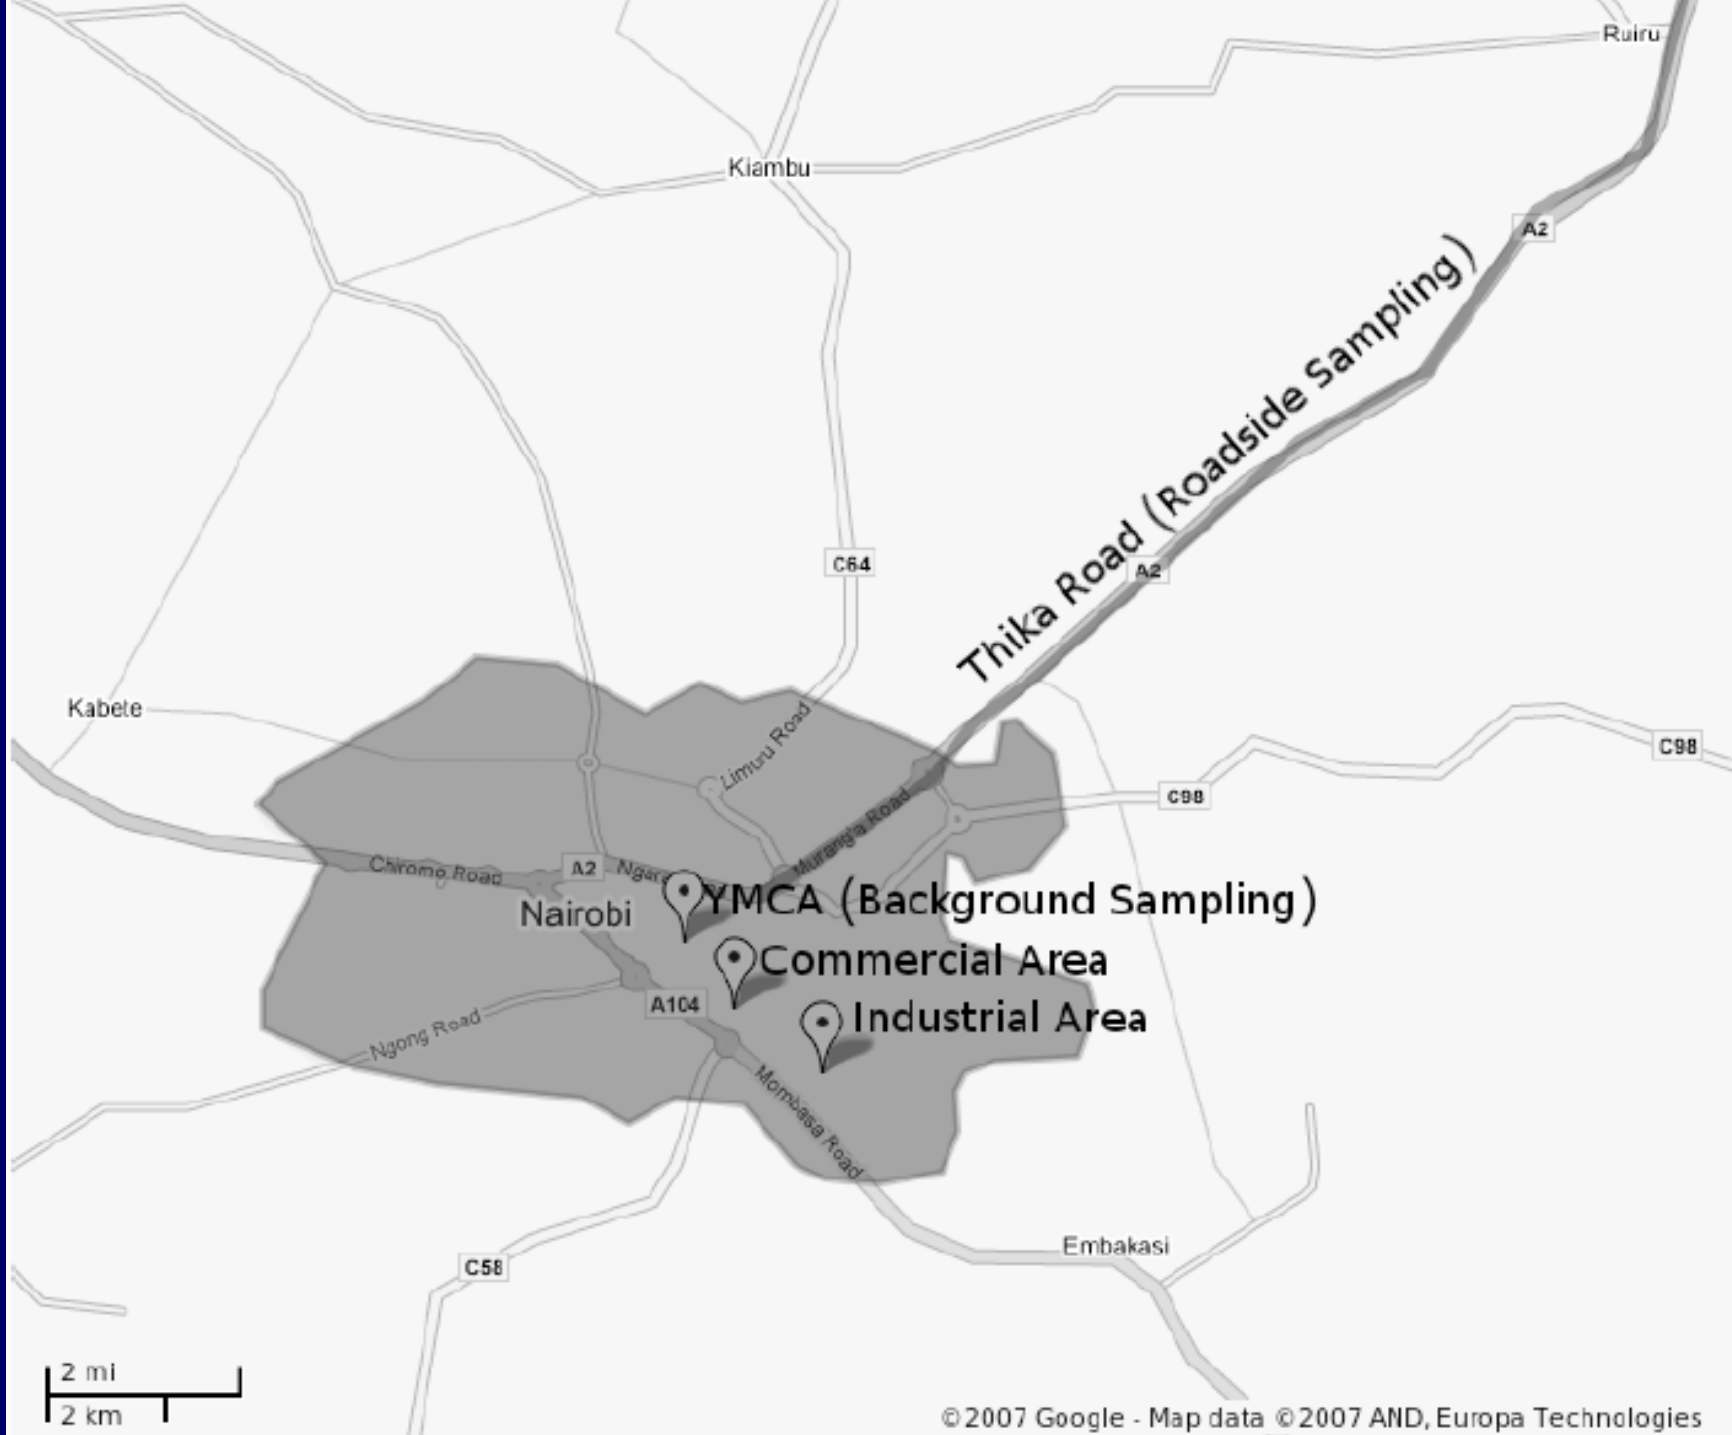 Ruiru
Kiambu
A2
Thika Road (Roadside Sampling)
C64
A2
Kabete
Limuru Road
C98
C98
Murang'a Road
Chiromo Road
A2
Nairobi
YMCA (Background Sampling)
Commercial Area
A104
Industrial Area
Ngong Road
Mombasa Road
Embakasi
C58
2 mi
2 km
©2007 Google - Map data ©2007 AND, Europa Technologies